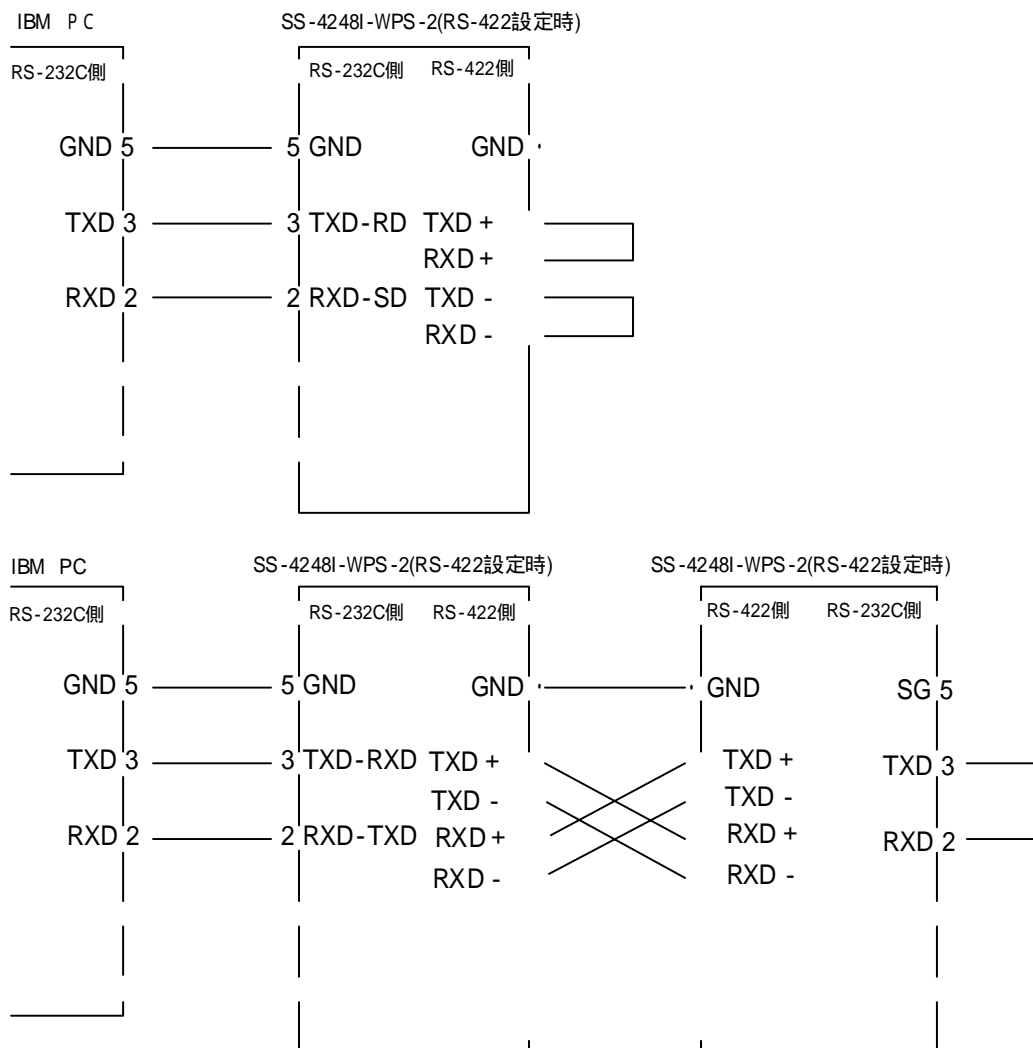 IBM PC SS-4248I-WPS-2(RS-422設定時)
RS-232C側 RS-232C側 RS-422側
GND 5 5 GND GND
TXD 3 3 TXD-RD TXD +
RXD +
RXD 2 2 RXD-SD TXD -
RXD -
IBM PC SS-4248I-WPS-2(RS-422設定時) SS-4248I-WPS-2(RS-422設定時)
RS-232C側 RS-232C側 RS-422側 RS-422側 RS-232C側
GND 5 5 GND GND GND SG 5
TXD 3 3 TXD-RXD TXD + TXD + TXD 3
TXD - TXD -
RXD 2 2 RXD-TXD RXD + RXD + RXD 2
RXD - RXD -